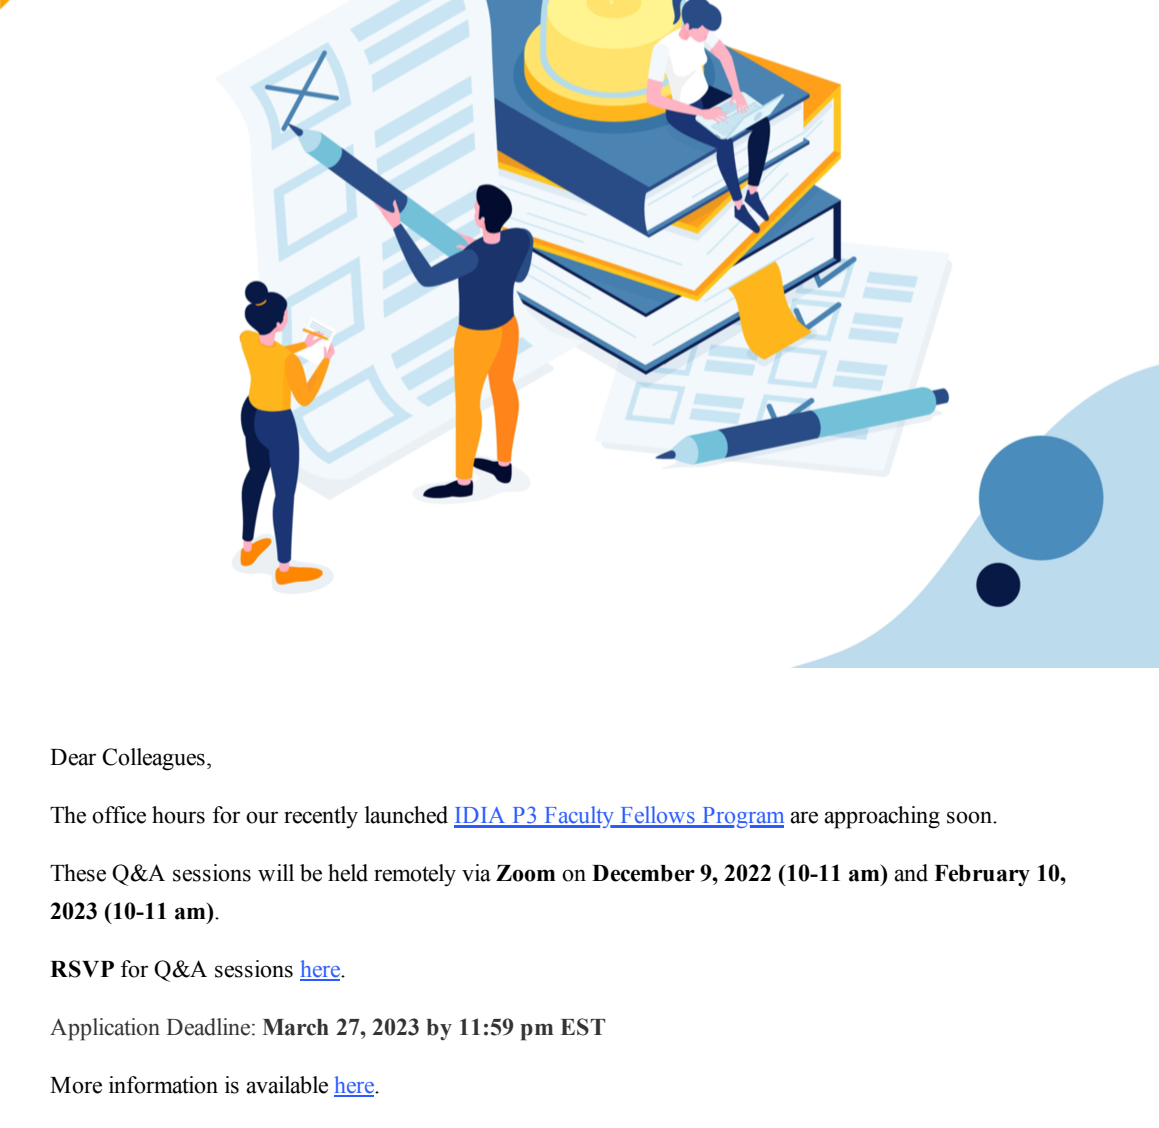 Dear Colleagues,
The office hours for our recently launched IDIA P3 Faculty Fellows Program are approaching soon.
These Q&A sessions will be held remotely via Zoom on December 9, 2022 (10-11 am) and February 10,
2023 (10-11 am).
RSVP for Q&A sessions here.
Application Deadline: March 27, 2023 by 11:59 pm EST
More information is available here.